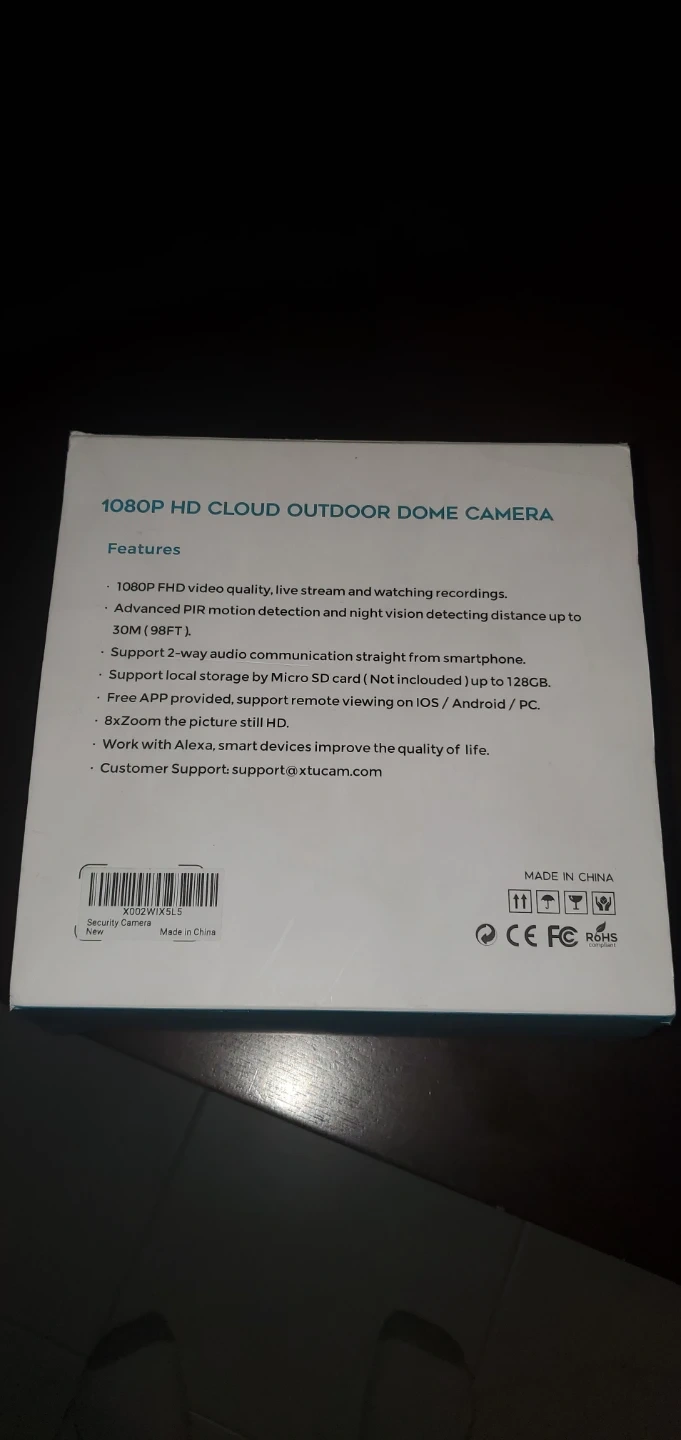 1080P HD CLOUD OUTDOOR DOME CAMERA
Features
· 1080P FHD video quality, live stream and watching recordings.
· Advanced PIR motion detection and night vision detecting distance up to
30M ( 98FT ).
· Support 2-way audio communication straight from smartphone.
· Support local storage by Micro SD card ( Not inclouded ) up to 128GB.
· Free APP provided, support remote viewing on IOS / Android / PC.
· 8xZoom the picture still HD.
· Work with Alexa, smart devices improve the quality of life.
· Customer Support: support@xtucam.com
X002WIX5L5
Security Camera
New Made in China
MADE IN CHINA
CE FC RoHS
compliant